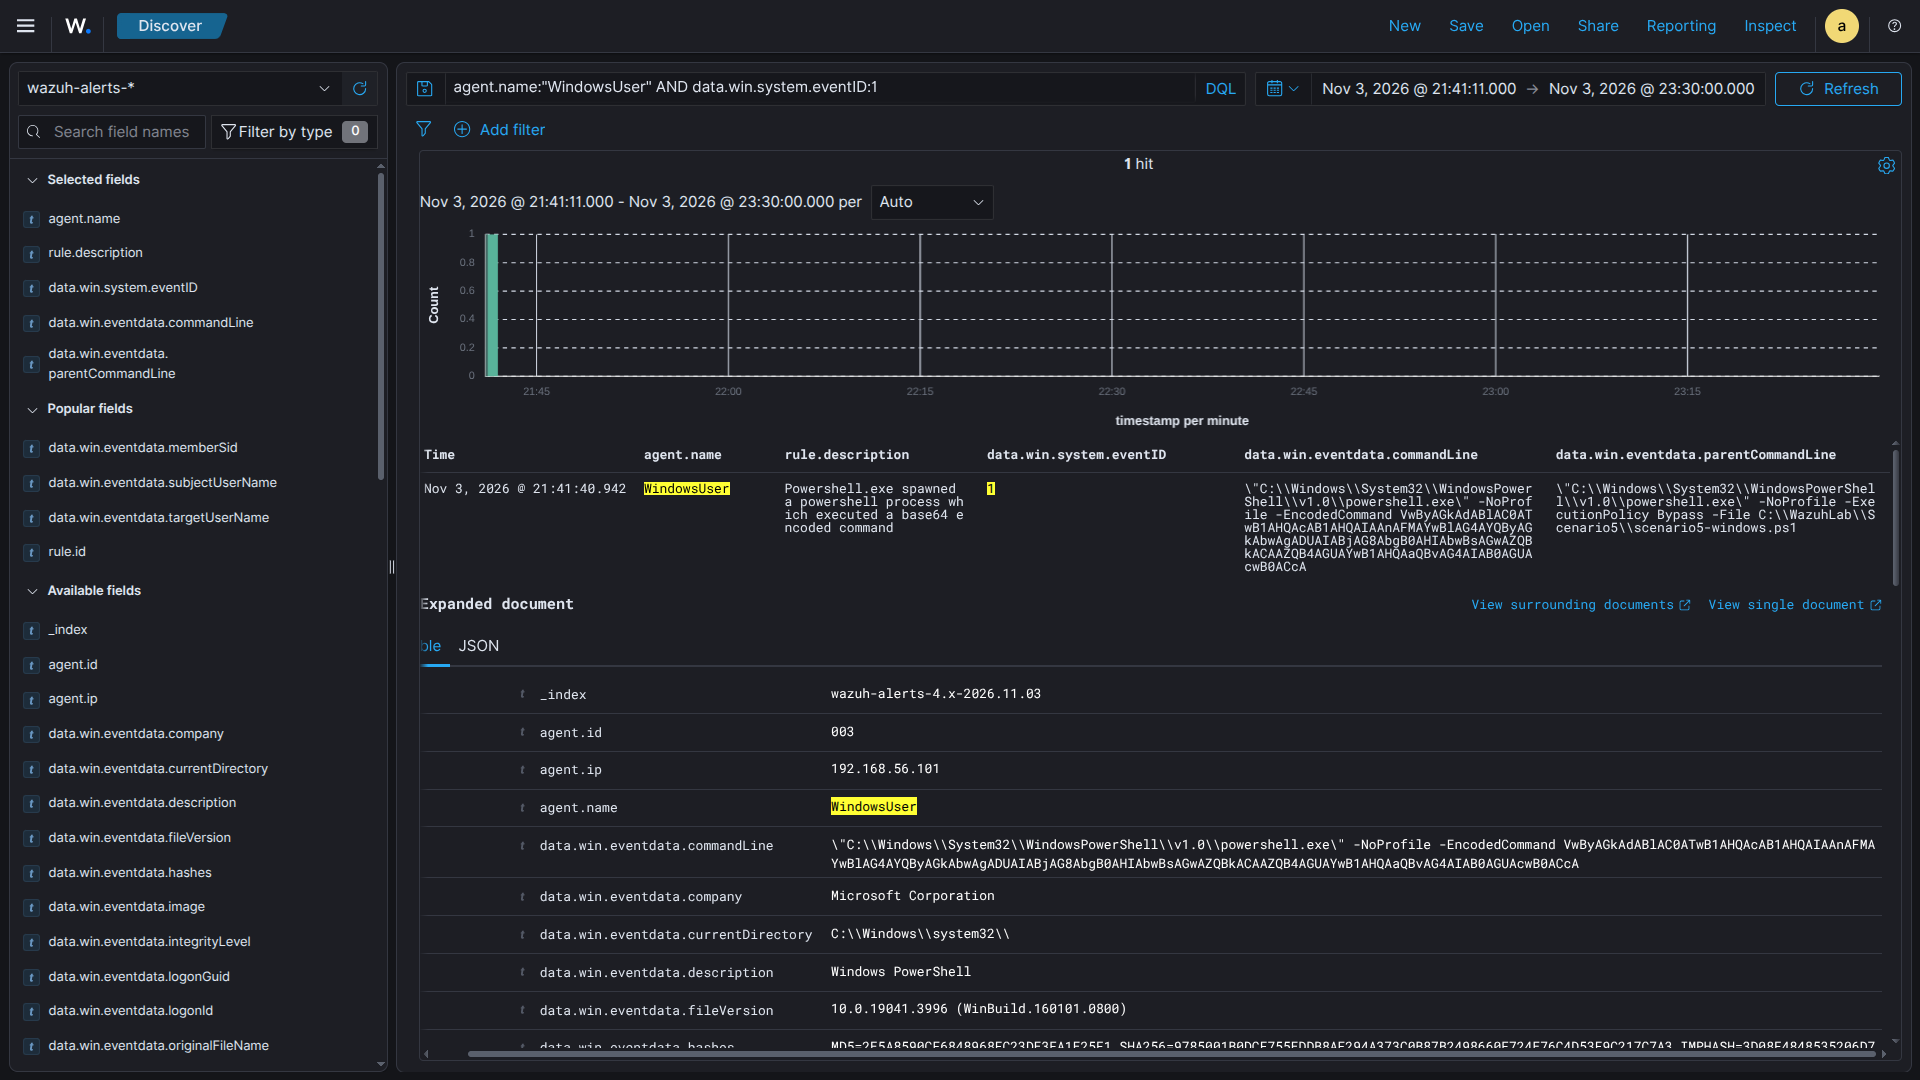 W.
Discover
New Save Open Share Reporting Inspect
a
wazuh-alerts-*
agent.name:"WindowsUser" AND data.win.system.eventID:1
DQL
Nov 3, 2026 @ 21:41:11.000 → Nov 3, 2026 @ 23:30:00.000
Refresh
Search field names
Filter by type 0
Add filter
Selected fields
t agent.name
t rule.description
t data.win.system.eventID
t data.win.eventdata.commandLine
t data.win.eventdata.
parentCommandLine
Popular fields
t data.win.eventdata.memberSid
t data.win.eventdata.subjectUserName
t data.win.eventdata.targetUserName
t rule.id
Available fields
t _index
t agent.id
t agent.ip
t data.win.eventdata.company
t data.win.eventdata.currentDirectory
t data.win.eventdata.description
t data.win.eventdata.fileVersion
t data.win.eventdata.hashes
t data.win.eventdata.image
t data.win.eventdata.integrityLevel
t data.win.eventdata.logonGuid
t data.win.eventdata.logonId
t data.win.eventdata.originalFileName
1 hit
Nov 3, 2026 @ 21:41:11.000 - Nov 3, 2026 @ 23:30:00.000 per Auto
Count
1
0.8
0.6
0.4
0.2
0
21:45 22:00 22:15 22:30 22:45 23:00 23:15
timestamp per minute
Time agent.name rule.description data.win.system.eventID data.win.eventdata.commandLine data.win.eventdata.parentCommandLine
Nov 3, 2026 @ 21:41:40.942 WindowsUser
Powershell.exe spawned
a powershell process wh
ich executed a base64 e
ncoded command
1
\"C:\\Windows\\System32\\WindowsPower
Shell\\v1.0\\powershell.exe\" -NoProf
ile -EncodedCommand VwByAGkAdABlAC0AT
wB1AHQAcAB1AHQAIAAnAFMAYwBlAG4AYQByAG
kAbwAgADUAIABjAG8AbgB0AHIAbwBsAGwAZQB
kACAAZQB4AGUAYwB1AHQAaQBvAG4AIAB0AGUA
cwB0ACcA
\"C:\\Windows\\System32\\WindowsPowerShel
l\\v1.0\\powershell.exe\" -NoProfile -Exe
cutionPolicy Bypass -File C:\\WazuhLab\\S
cenario5\\scenario5-windows.ps1
Expanded document
View surrounding documents View single document
ble JSON
t _index wazuh-alerts-4.x-2026.11.03
t agent.id 003
t agent.ip 192.168.56.101
t agent.name WindowsUser
t data.win.eventdata.commandLine \"C:\\Windows\\System32\\WindowsPowerShell\\v1.0\\powershell.exe\" -NoProfile -EncodedCommand VwByAGkAdABlAC0ATwB1AHQAcAB1AHQAIAAnAFMA
YwBlAG4AYQByAGkAbwAgADUAIABjAG8AbgB0AHIAbwBsAGwAZQBkACAAZQB4AGUAYwB1AHQAaQBvAG4AIAB0AGUAcwB0ACcA
t data.win.eventdata.company Microsoft Corporation
t data.win.eventdata.currentDirectory C:\\Windows\\system32\\
t data.win.eventdata.description Windows PowerShell
t data.win.eventdata.fileVersion 10.0.19041.3996 (WinBuild.160101.0800)
t data.win.eventdata.hashes